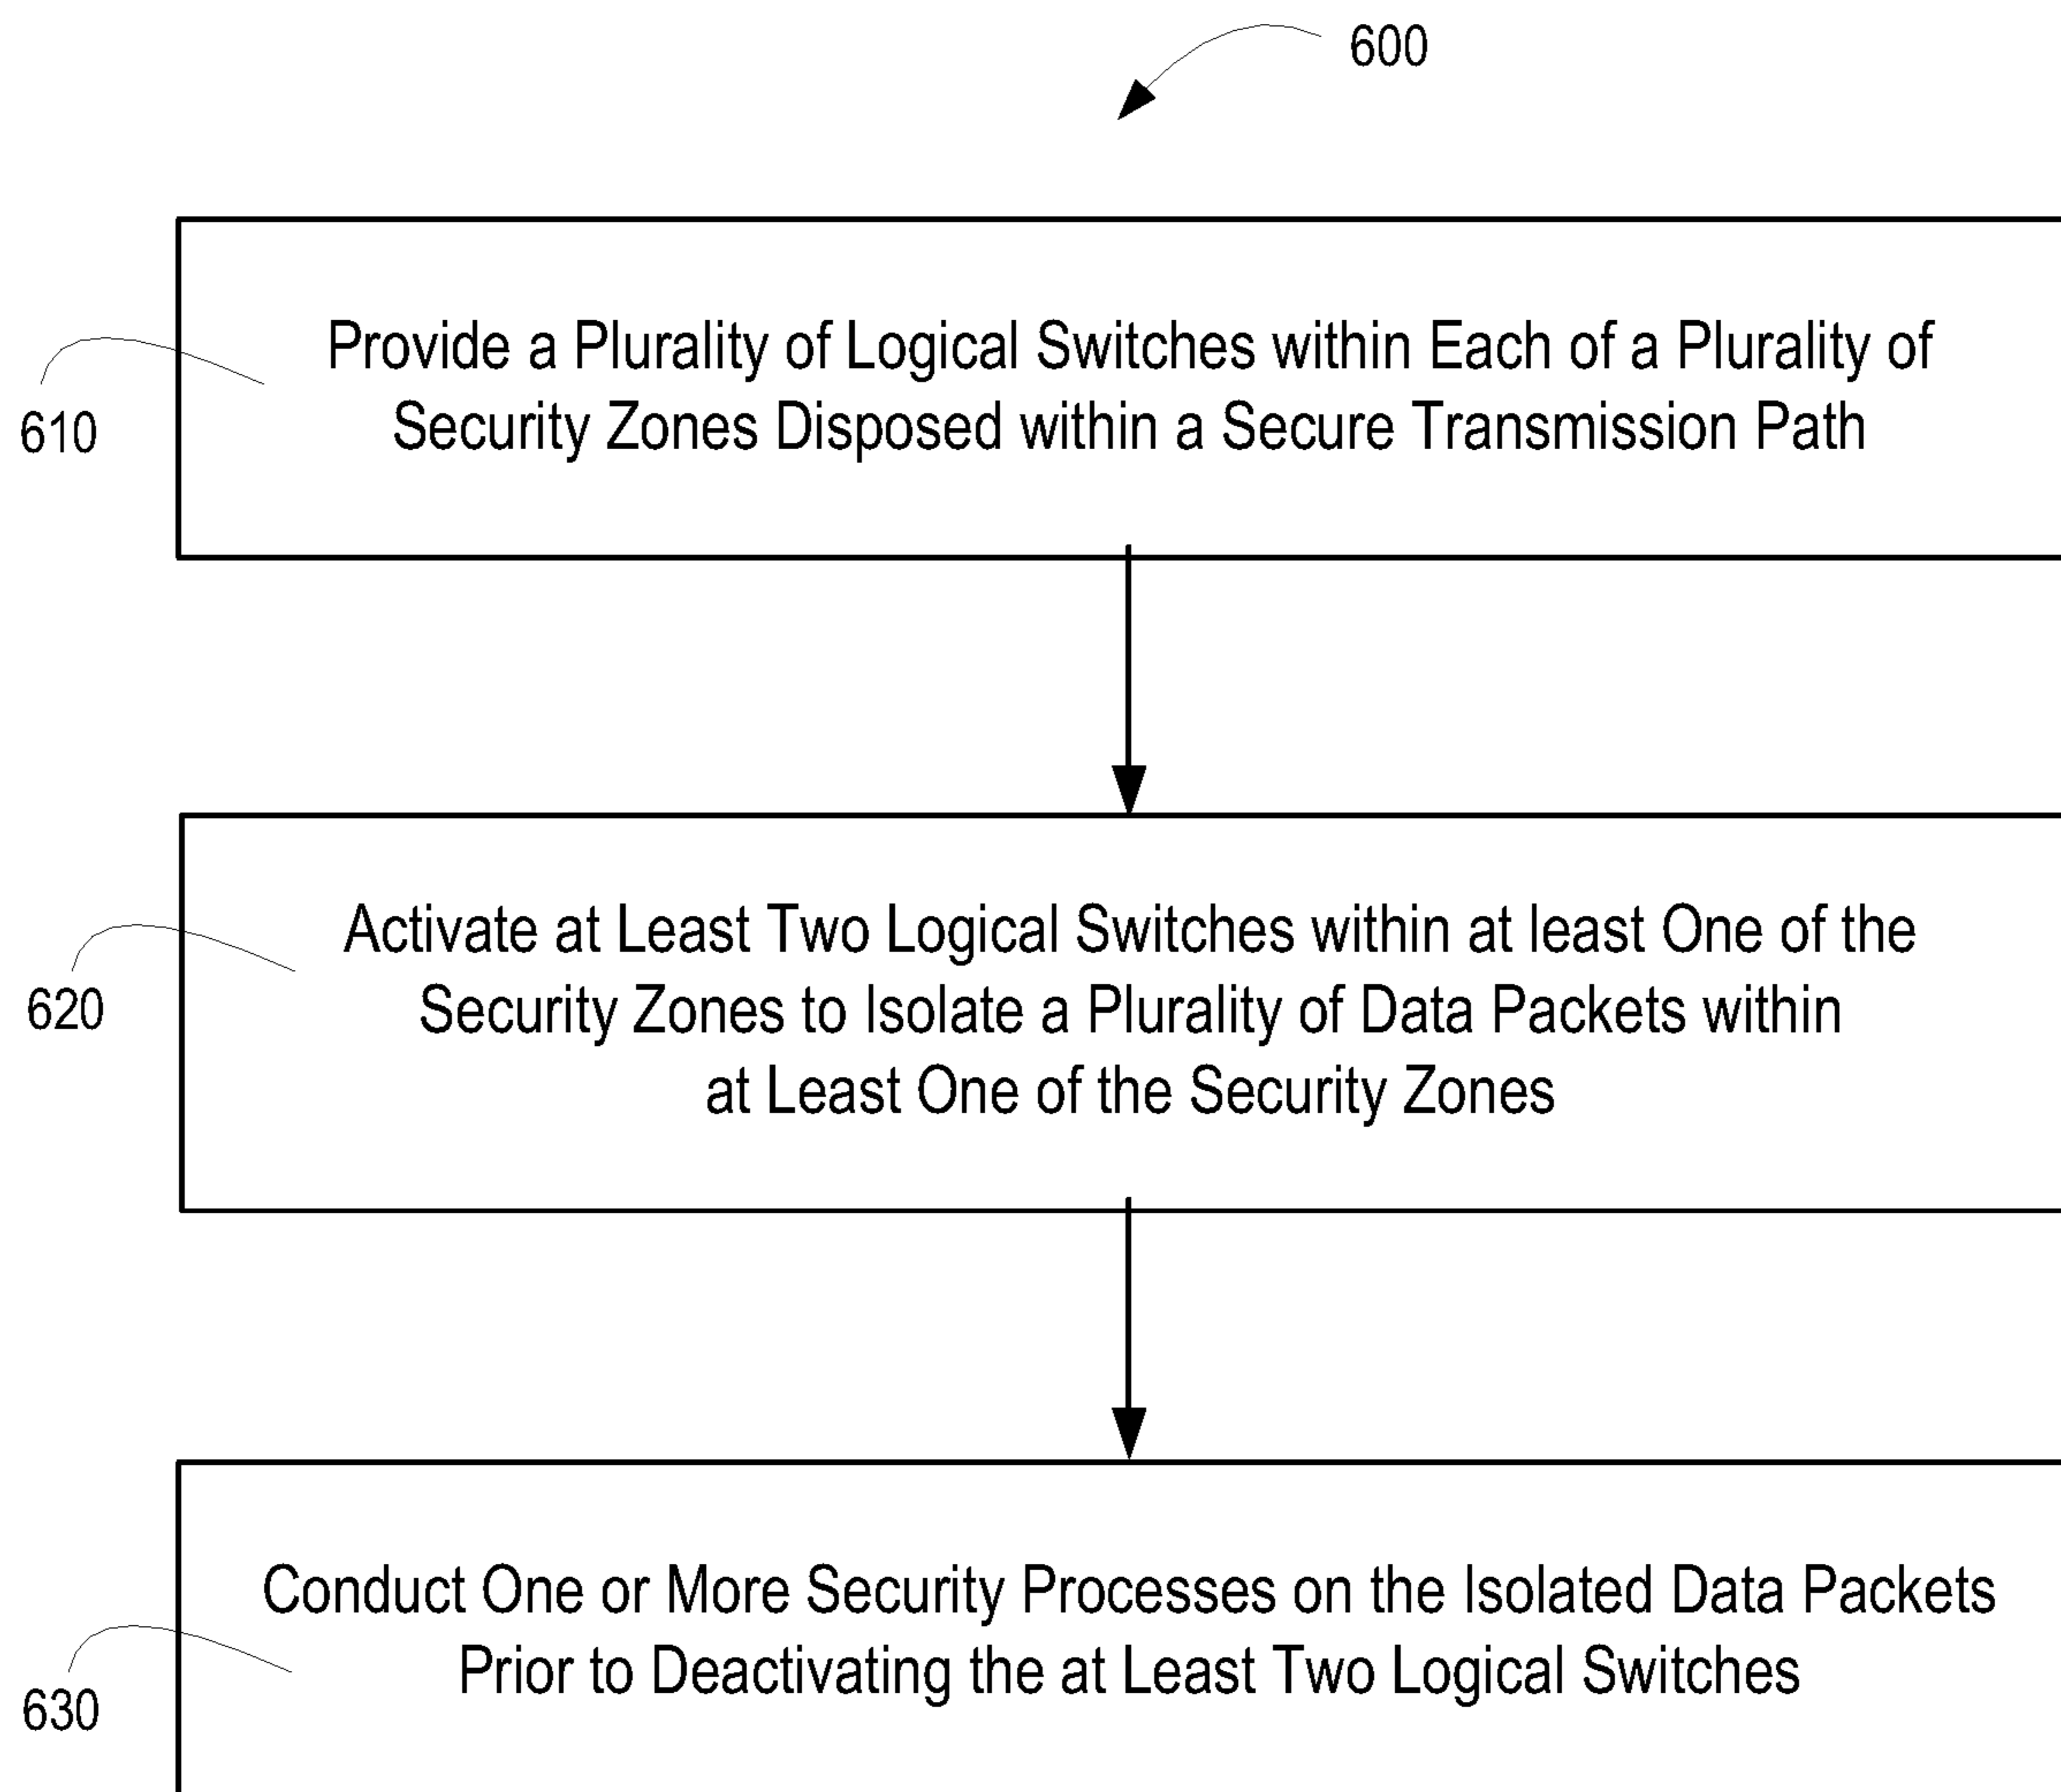 600
Provide a Plurality of Logical Switches within Each of a Plurality of
Security Zones Disposed within a Secure Transmission Path
610
Activate at Least Two Logical Switches within at least One of the
Security Zones to Isolate a Plurality of Data Packets within
at Least One of the Security Zones
620
Conduct One or More Security Processes on the Isolated Data Packets
Prior to Deactivating the at Least Two Logical Switches
630